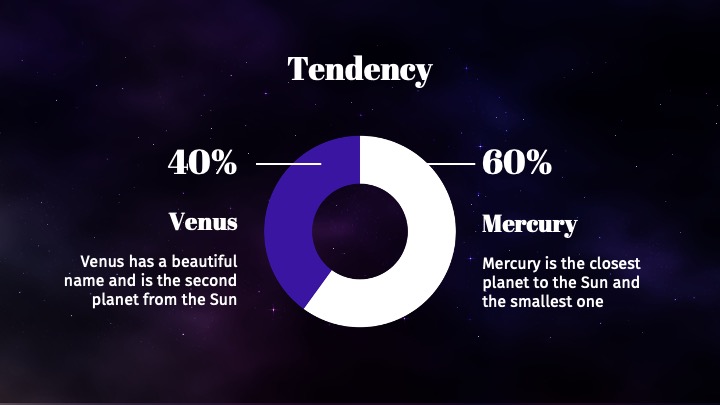 Tendency
40%
Venus
Venus has a beautiful
name and is the second
planet from the Sun
60%
Mercury
Mercury is the closest
planet to the Sun and
the smallest one